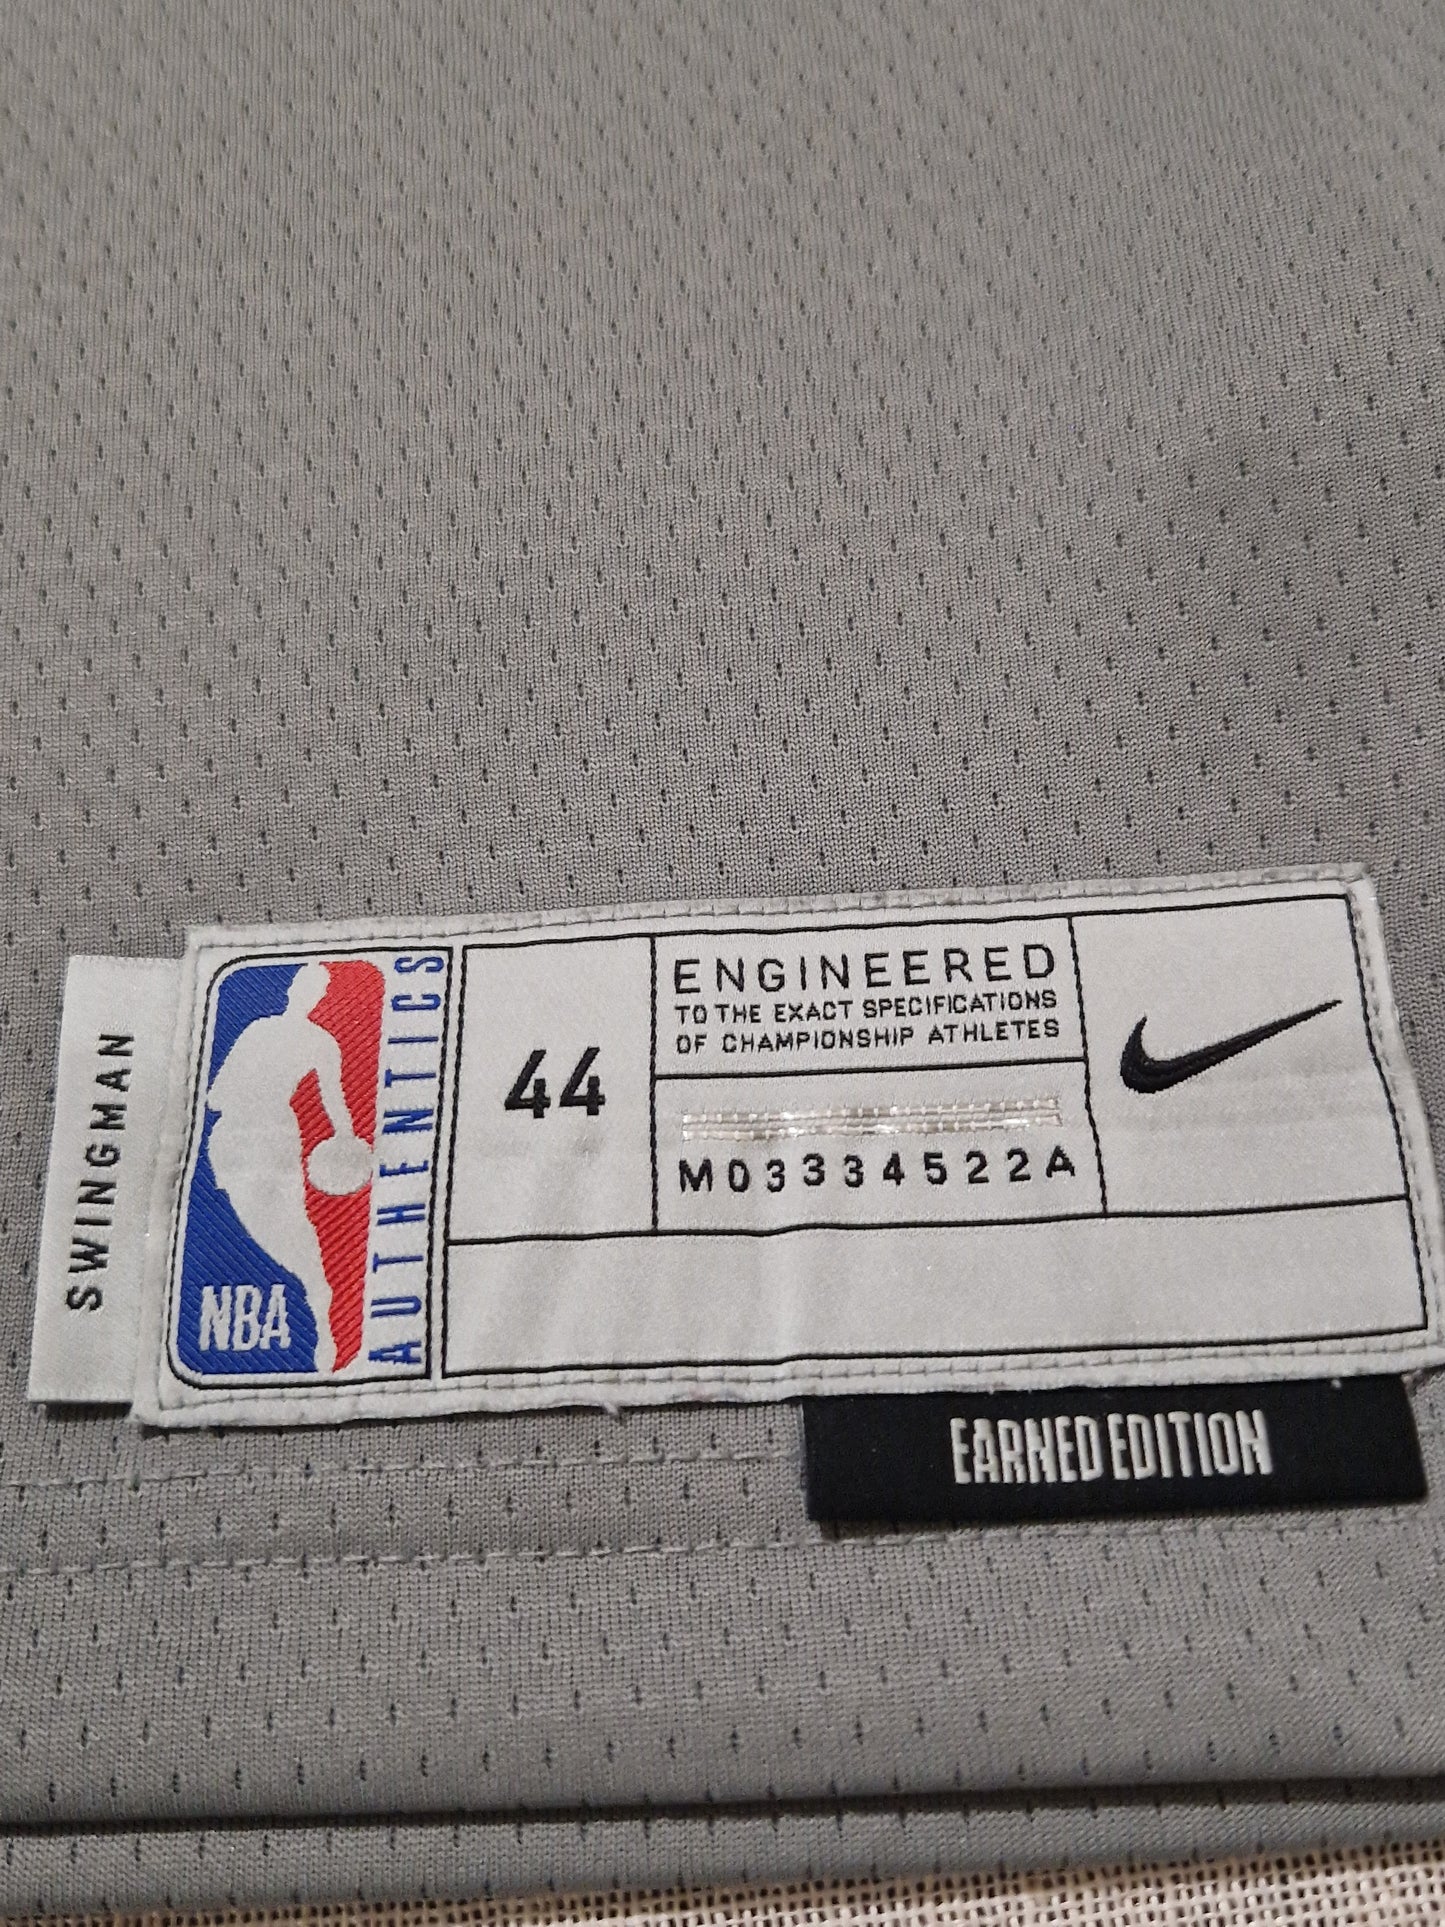 SWINGMAN
NBA
AUTHENTICS
44
ENGINEERED
TO THE EXACT SPECIFICATIONS
OF CHAMPIONSHIP ATHLETES
M03334522A
EARNED EDITION